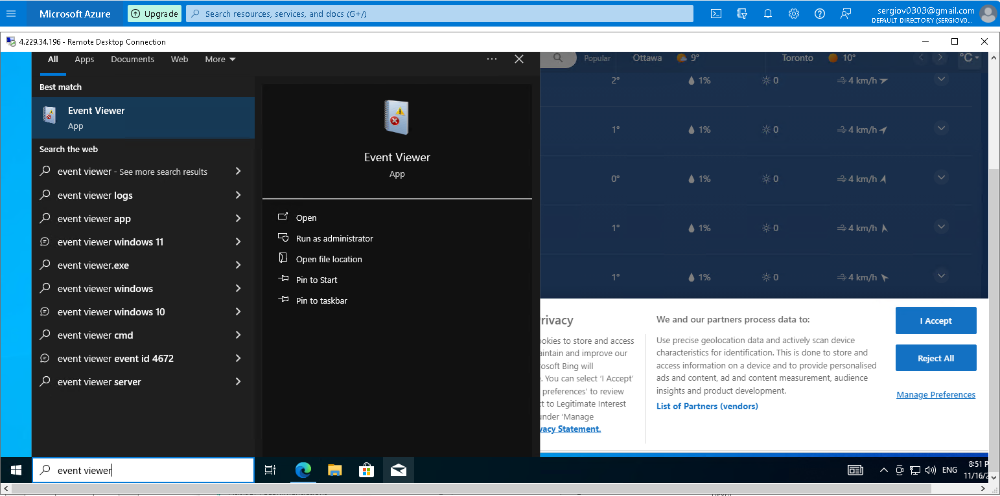 Microsoft Azure
Upgrade
Search resources, services, and docs (G+/)
sergiov0303@gmail.com
DEFAULT DIRECTORY (SERGIOV0...
4.229.34.196 - Remote Desktop Connection
All
Apps
Documents
Web
More
Best match
Event Viewer
App
Search the web
event viewer - See more search results
event viewer logs
event viewer app
event viewer windows 11
event viewer.exe
event viewer windows
event viewer windows 10
event viewer cmd
event viewer event id 4672
event viewer server
Event Viewer
App
Open
Run as administrator
Open file location
Pin to Start
Pin to taskbar
Popular
Ottawa 9°
Toronto 10°
°C
2° 1% 0 4 km/h
1° 1% 0 4 km/h
0° 1% 0 4 km/h
1° 1% 0 4 km/h
1° 1% 0 4 km/h
rivacy
ookies to store and access
aintain and improve our
rosoft Bing will
. You can select 'I Accept'
preferences' to review
ct to Legitimate Interest
under 'Manage
vacy Statement.
We and our partners process data to:
Use precise geolocation data and actively scan device
characteristics for identification. This is done to store and
access information on a device and to provide personalised
ads and content, ad and content measurement, audience
insights and product development.
List of Partners (vendors)
I Accept
Reject All
Manage Preferences
event viewer
ENG
8:51 P
11/16/2